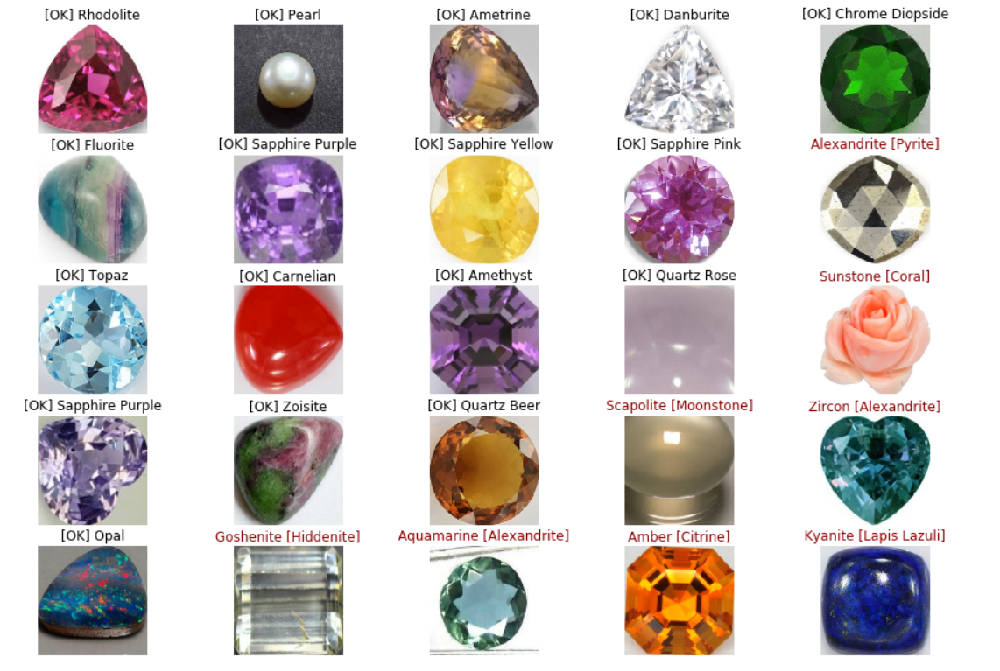 [OK] Rhodolite
[OK] Pearl
[OK] Ametrine
[OK] Danburite
[OK] Chrome Diopside
[OK] Fluorite
[OK] Sapphire Purple
[OK] Sapphire Yellow
[OK] Sapphire Pink
Alexandrite [Pyrite]
[OK] Topaz
[OK] Carnelian
[OK] Amethyst
[OK] Quartz Rose
Sunstone [Coral]
[OK] Sapphire Purple
[OK] Zoisite
[OK] Quartz Beer
Scapolite [Moonstone]
Zircon [Alexandrite]
[OK] Opal
Goshenite [Hiddenite]
Aquamarine [Alexandrite]
Amber [Citrine]
Kyanite [Lapis Lazuli]